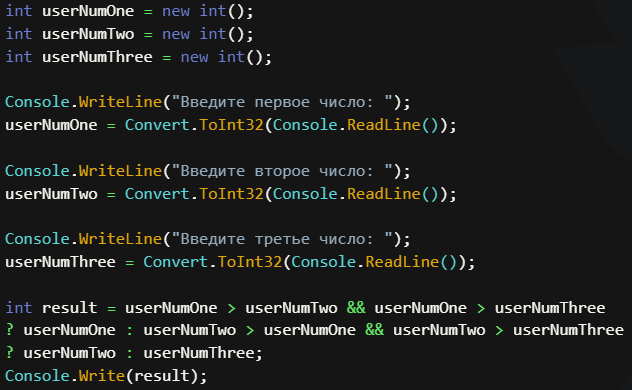 int userNumOne = new int();
int userNumTwo = new int();
int userNumThree = new int();
Console.WriteLine("Введите первое число: ");
userNumOne = Convert.ToInt32(Console.ReadLine());
Console.WriteLine("Введите второе число: ");
userNumTwo = Convert.ToInt32(Console.ReadLine());
Console.WriteLine("Введите третье число: ");
userNumThree = Convert.ToInt32(Console.ReadLine());
int result = userNumOne > userNumTwo && userNumOne > userNumThree
? userNumOne : userNumTwo > userNumOne && userNumTwo > userNumThree
? userNumTwo : userNumThree;
Console.Write(result);